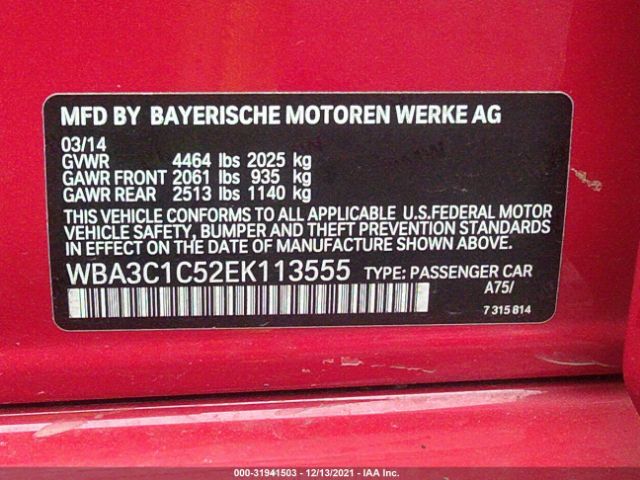 MFD BY BAYERISCHE MOTOREN WERKE AG
03/14
GVWR 4464 lbs 2025 kg
GAWR FRONT 2061 lbs 935 kg
GAWR REAR 2513 lbs 1140 kg
THIS VEHICLE CONFORMS TO ALL APPLICABLE U.S.FEDERAL MOTOR
VEHICLE SAFETY, BUMPER AND THEFT PREVENTION
STANDARDS IN EFFECT ON THE DATE OF
MANUFACTURE SHOWN ABOVE.
WBA3C1C52EK113555 TYPE: PASSENGER CAR
A75/
7 315 814
000-31941503 - 12/13/2021 - IAA Inc.